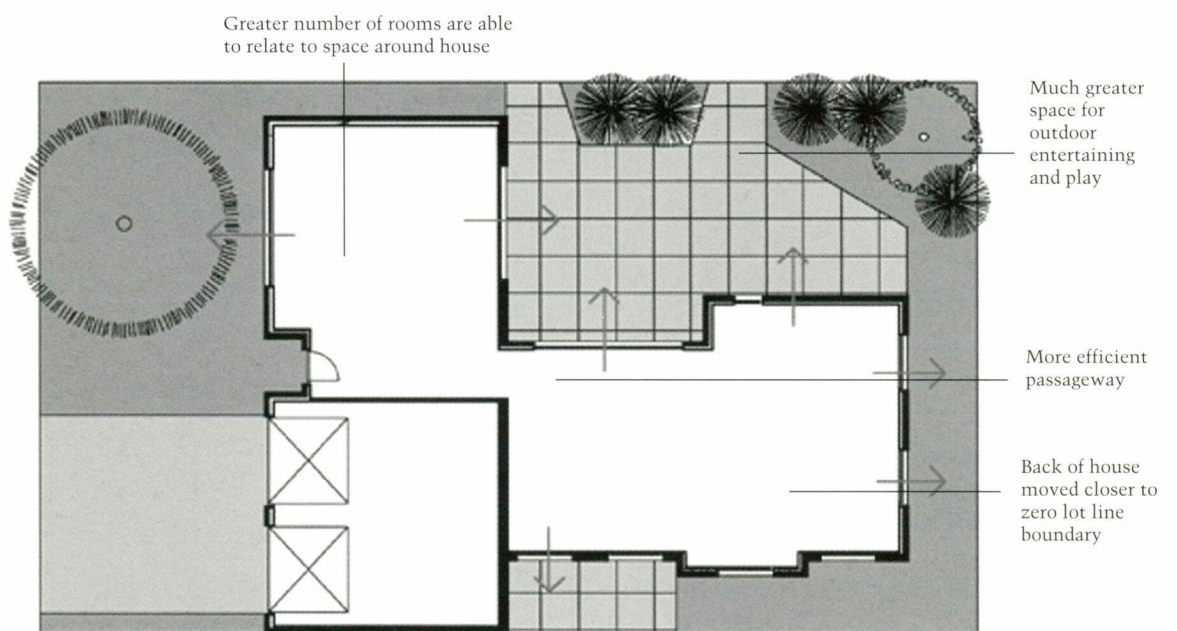 Greater number of rooms are able
to relate to space around house
Much greater
space for
outdoor
entertaining
and play
More efficient
passageway
Back of house
moved closer to
zero lot line
boundary